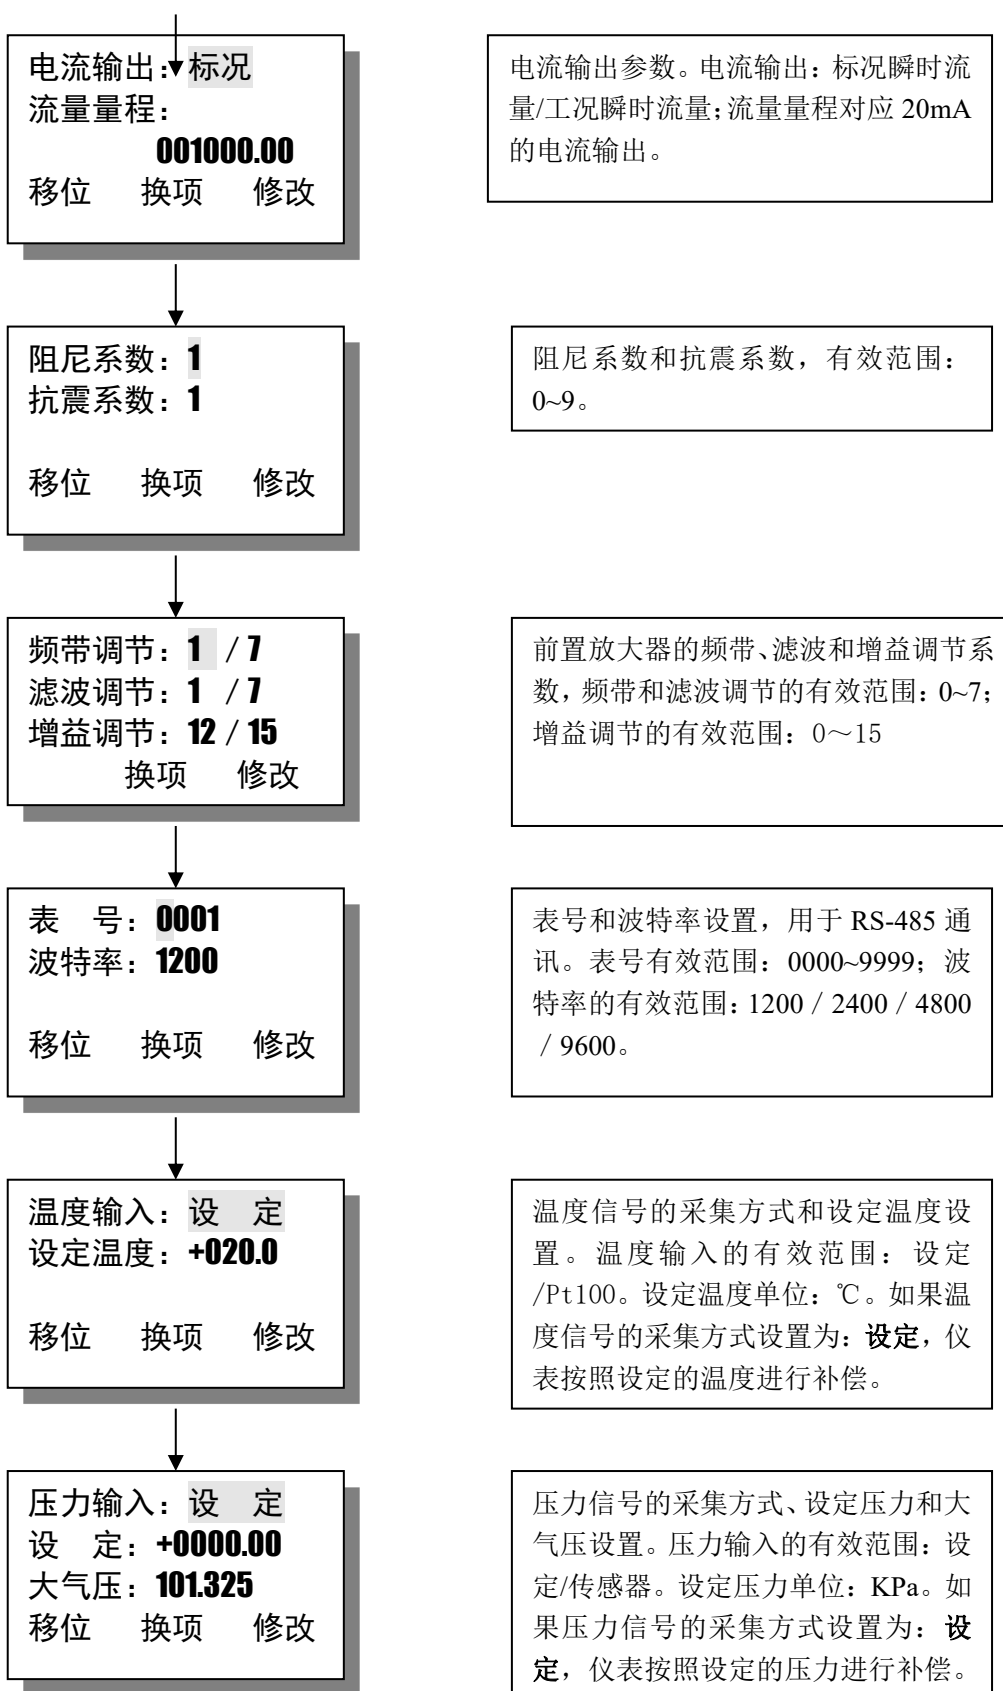 电流输出：标况
流量量程：
001000.00
移位 换项 修改
电流输出参数。电流输出：标况瞬时流
量/工况瞬时流量；流量量程对应 20mA
的电流输出。
阻尼系数：1
抗震系数：1
移位 换项 修改
阻尼系数和抗震系数，有效范围：
0~9。
频带调节：1 / 7
滤波调节：1 / 7
增益调节：12 / 15
换项 修改
前置放大器的频带、滤波和增益调节系
数，频带和滤波调节的有效范围：0~7；
增益调节的有效范围：0～15
表 号：0001
波特率：1200
移位 换项 修改
表号和波特率设置，用于 RS-485 通
讯。表号有效范围：0000~9999；波
特率的有效范围：1200 / 2400 / 4800
/ 9600。
温度输入：设 定
设定温度：+020.0
移位 换项 修改
温度信号的采集方式和设定温度设
置。温度输入的有效范围：设定
/Pt100。设定温度单位：℃。如果温
度信号的采集方式设置为：设定，仪
表按照设定的温度进行补偿。
压力输入：设 定
设 定：+0000.00
大气压：101.325
移位 换项 修改
压力信号的采集方式、设定压力和大
气压设置。压力输入的有效范围：设
定/传感器。设定压力单位：KPa。如
果压力信号的采集方式设置为：设
定，仪表按照设定的压力进行补偿。